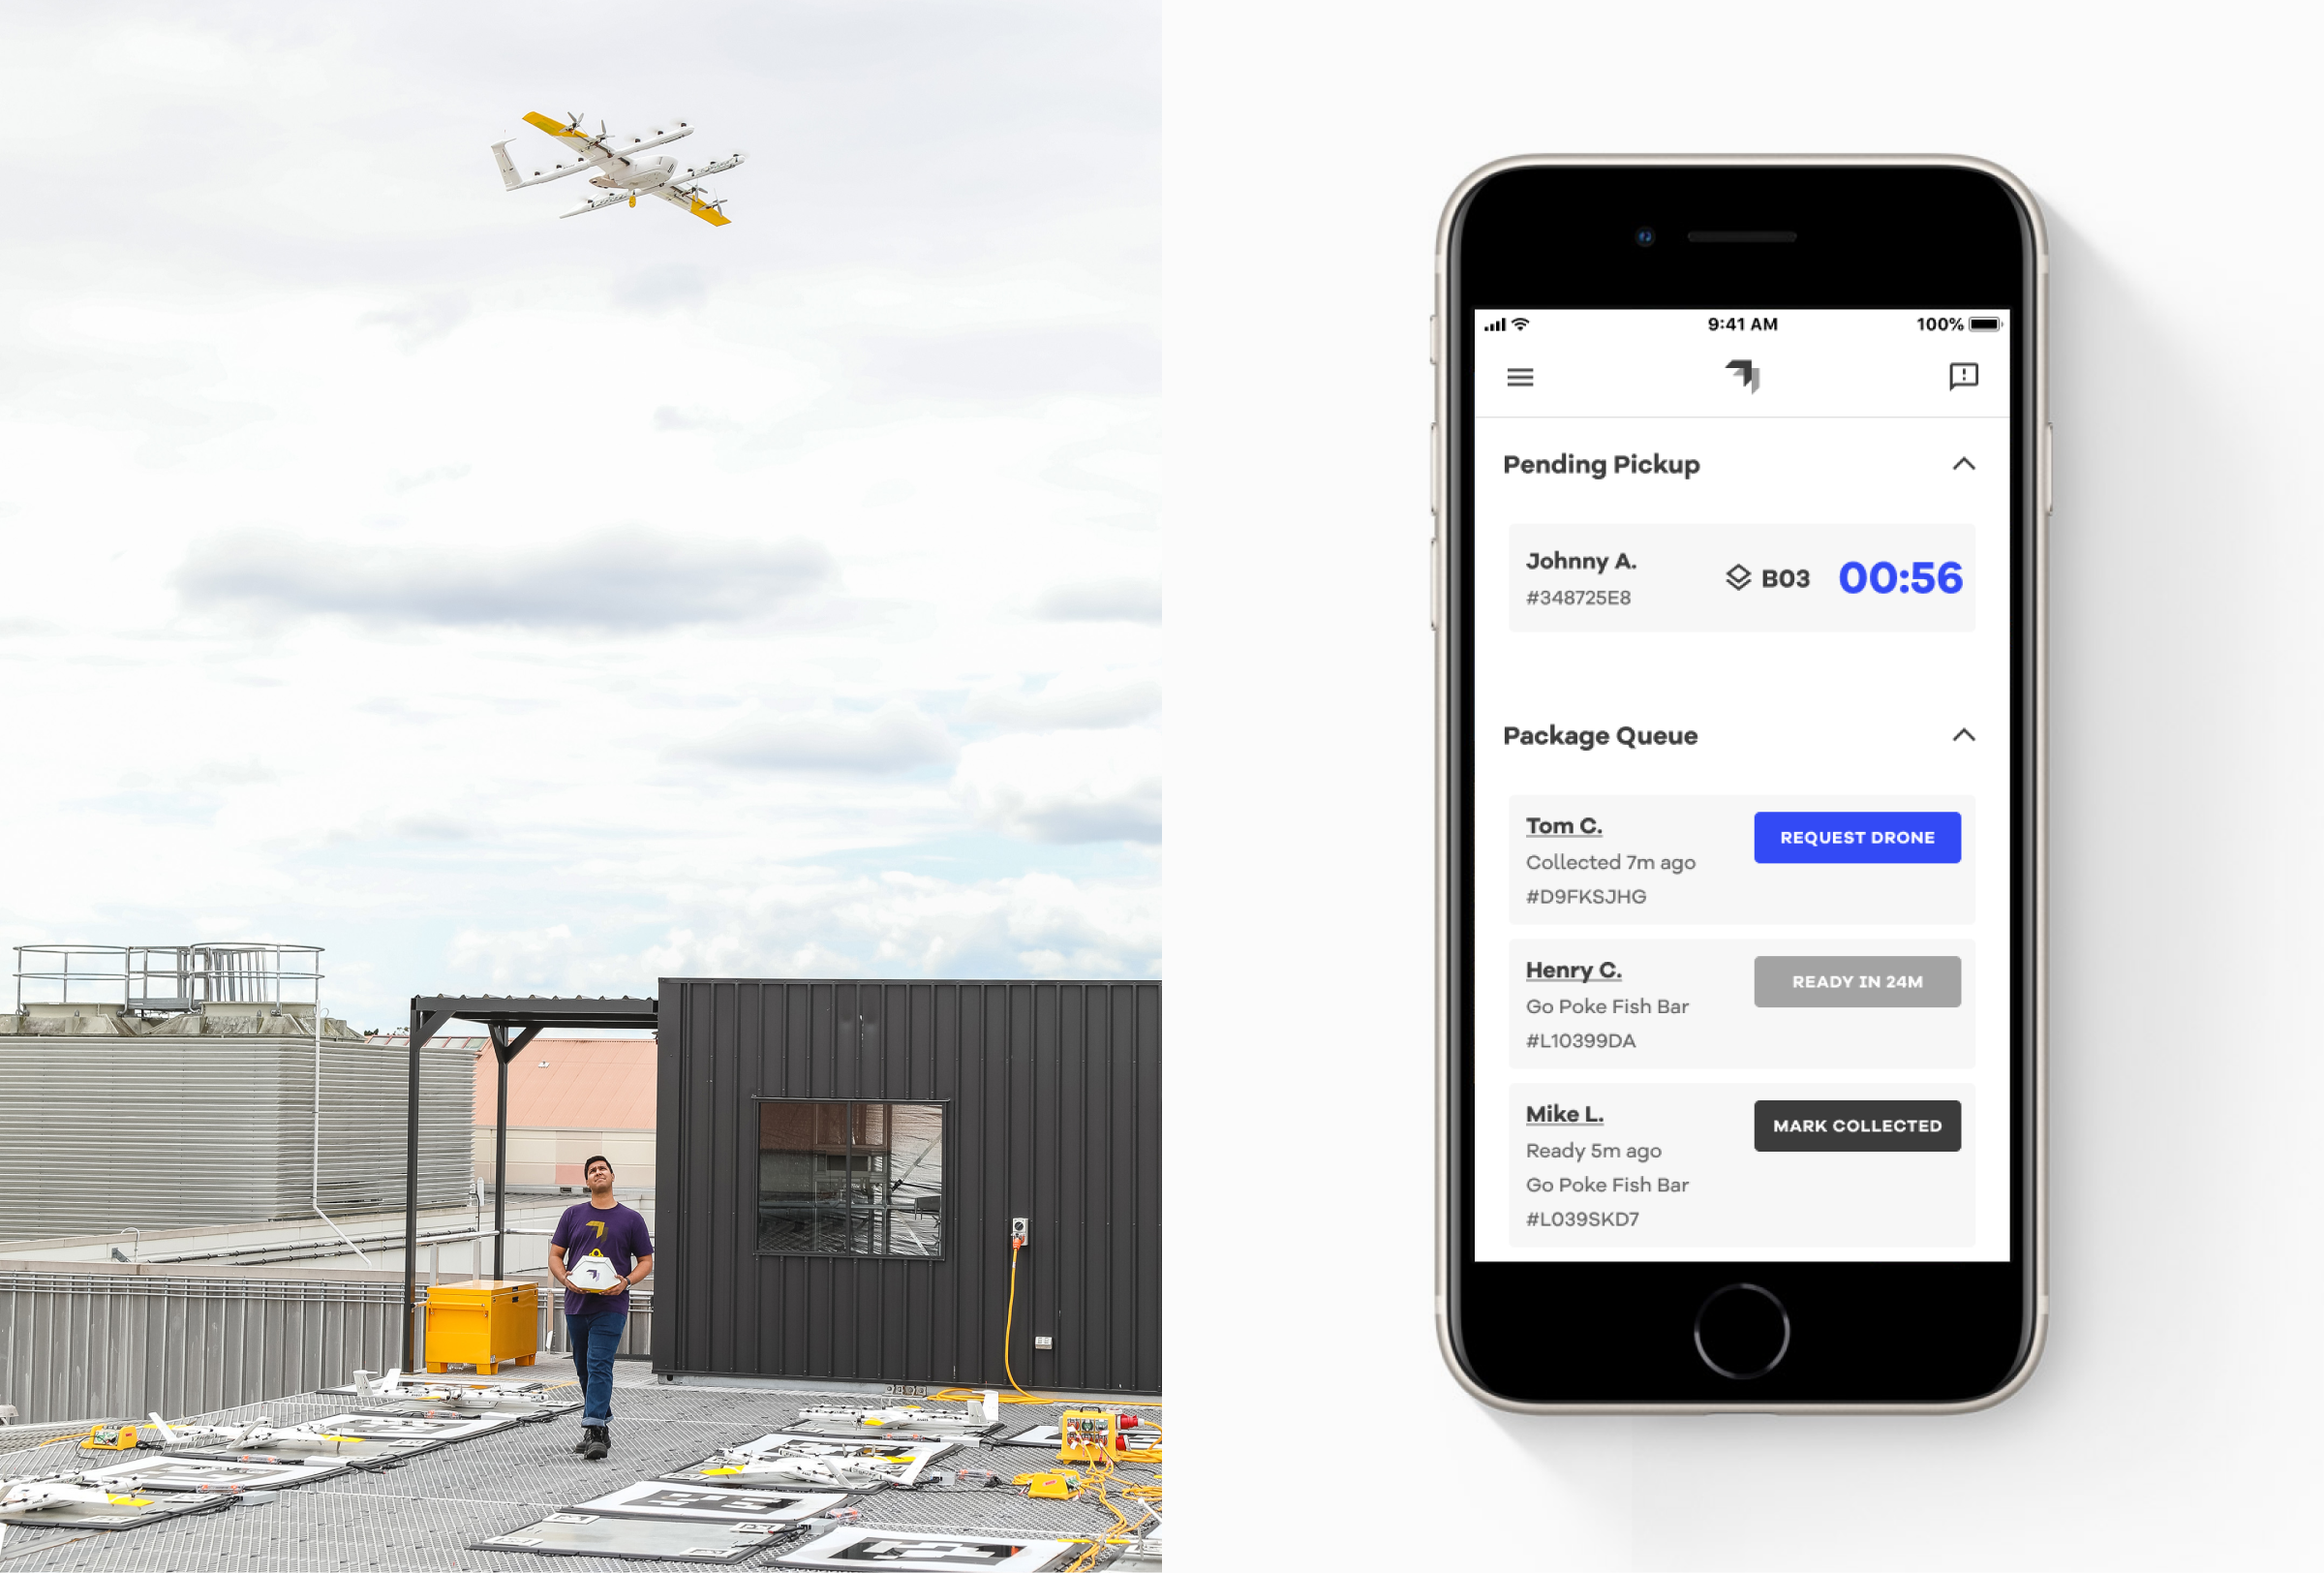 9:41 AM
100%
Pending Pickup
Johnny A.
#348725E8
B03
00:56
Package Queue
Tom C.
Collected 7m ago
#D9FKSJHG
REQUEST DRONE
Henry C.
Go Poke Fish Bar
#L10399DA
READY IN 24M
Mike L.
Ready 5m ago
Go Poke Fish Bar
#L039SKD7
MARK COLLECTED